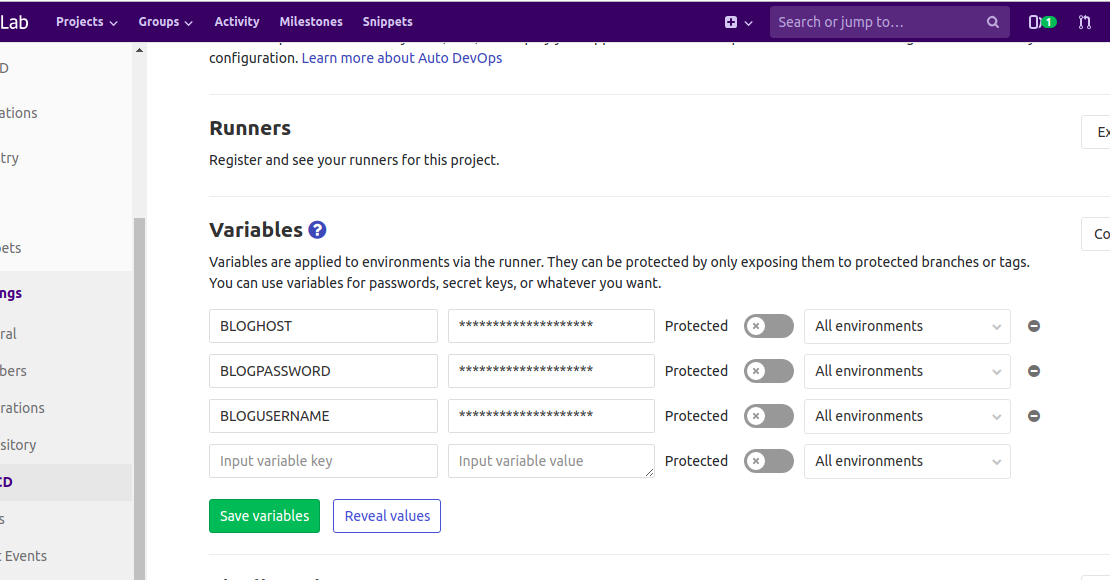 Lab Projects Groups Activity Milestones Snippets Search or jump to... 1
configuration. Learn more about Auto DevOps
D
ations
try
ets
ngs
ral
bers
rations
sitory
CD
s
t Events
Runners Ex
Register and see your runners for this project.
Variables ? Co
Variables are applied to environments via the runner. They can be protected by only exposing them to protected branches or tags.
You can use variables for passwords, secret keys, or whatever you want.
BLOGHOST ******************** Protected All environments
BLOGPASSWORD ******************** Protected All environments
BLOGUSERNAME ******************** Protected All environments
Input variable key Input variable value Protected All environments
Save variables Reveal values